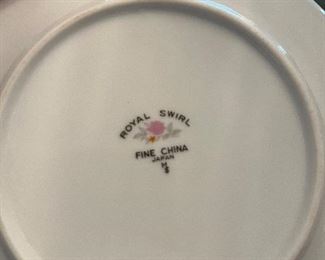 ROYAL SWIRL
FINE CHINA
JAPAN
M
S